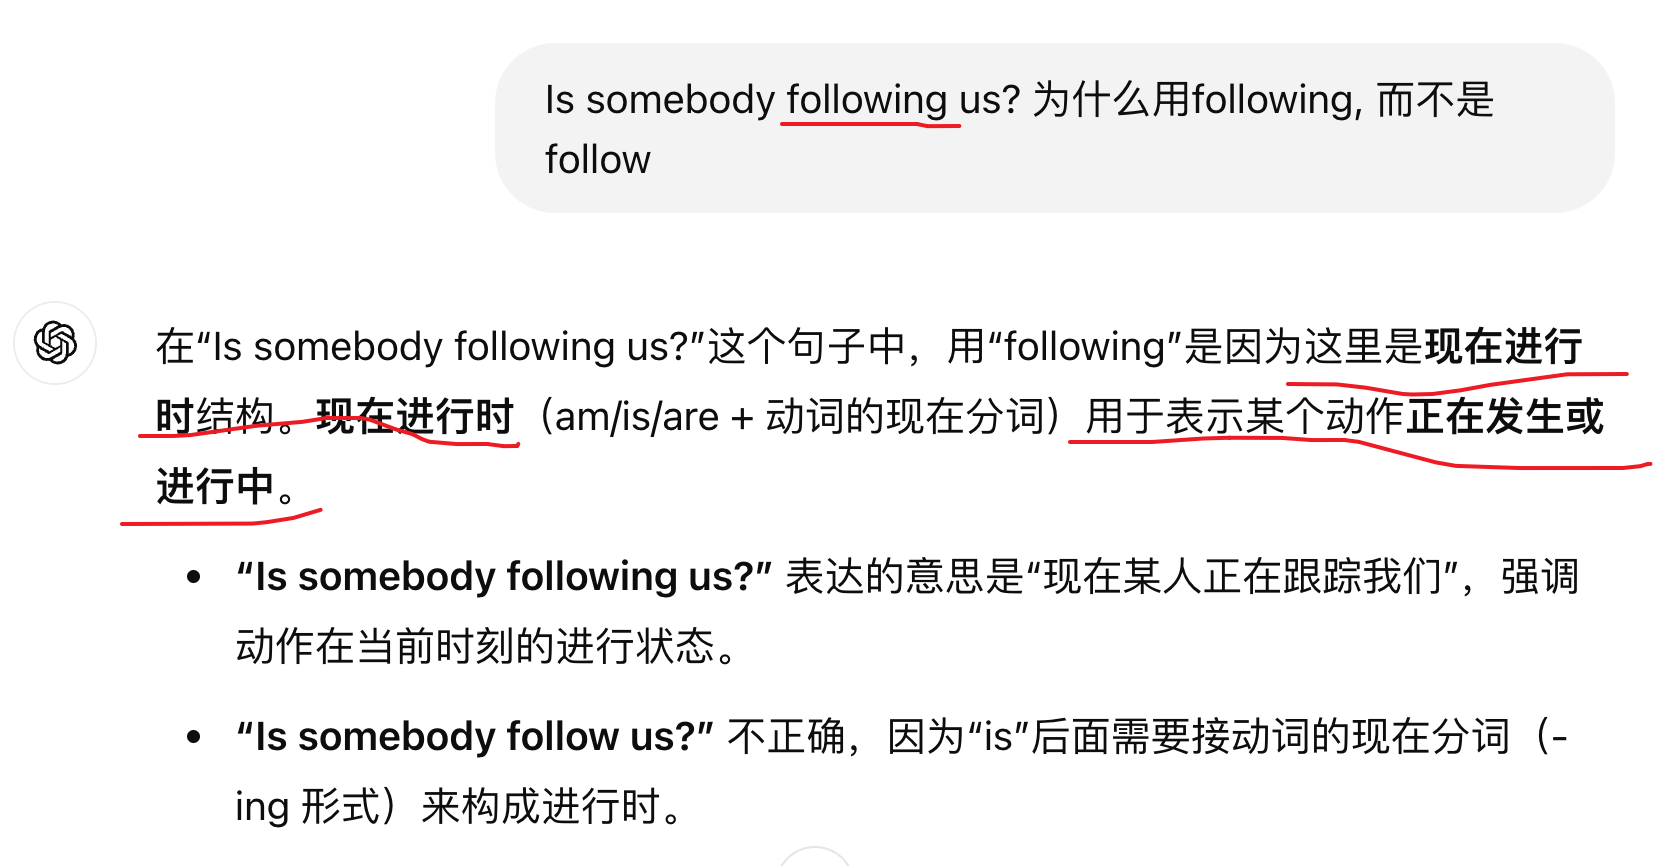 Is somebody following us? 为什么用following, 而不是
follow
在“Is somebody following us?”这个句子中，用“following”是因为这里是现在进行
时结构。现在进行时（am/is/are + 动词的现在分词）用于表示某个动作正在发生或
进行中。
• “Is somebody following us?” 表达的意思是“现在某人正在跟踪我们”，强调
动作在当前时刻的进行状态。
• “Is somebody follow us?” 不正确，因为“is”后面需要接动词的现在分词（-
ing 形式）来构成进行时。